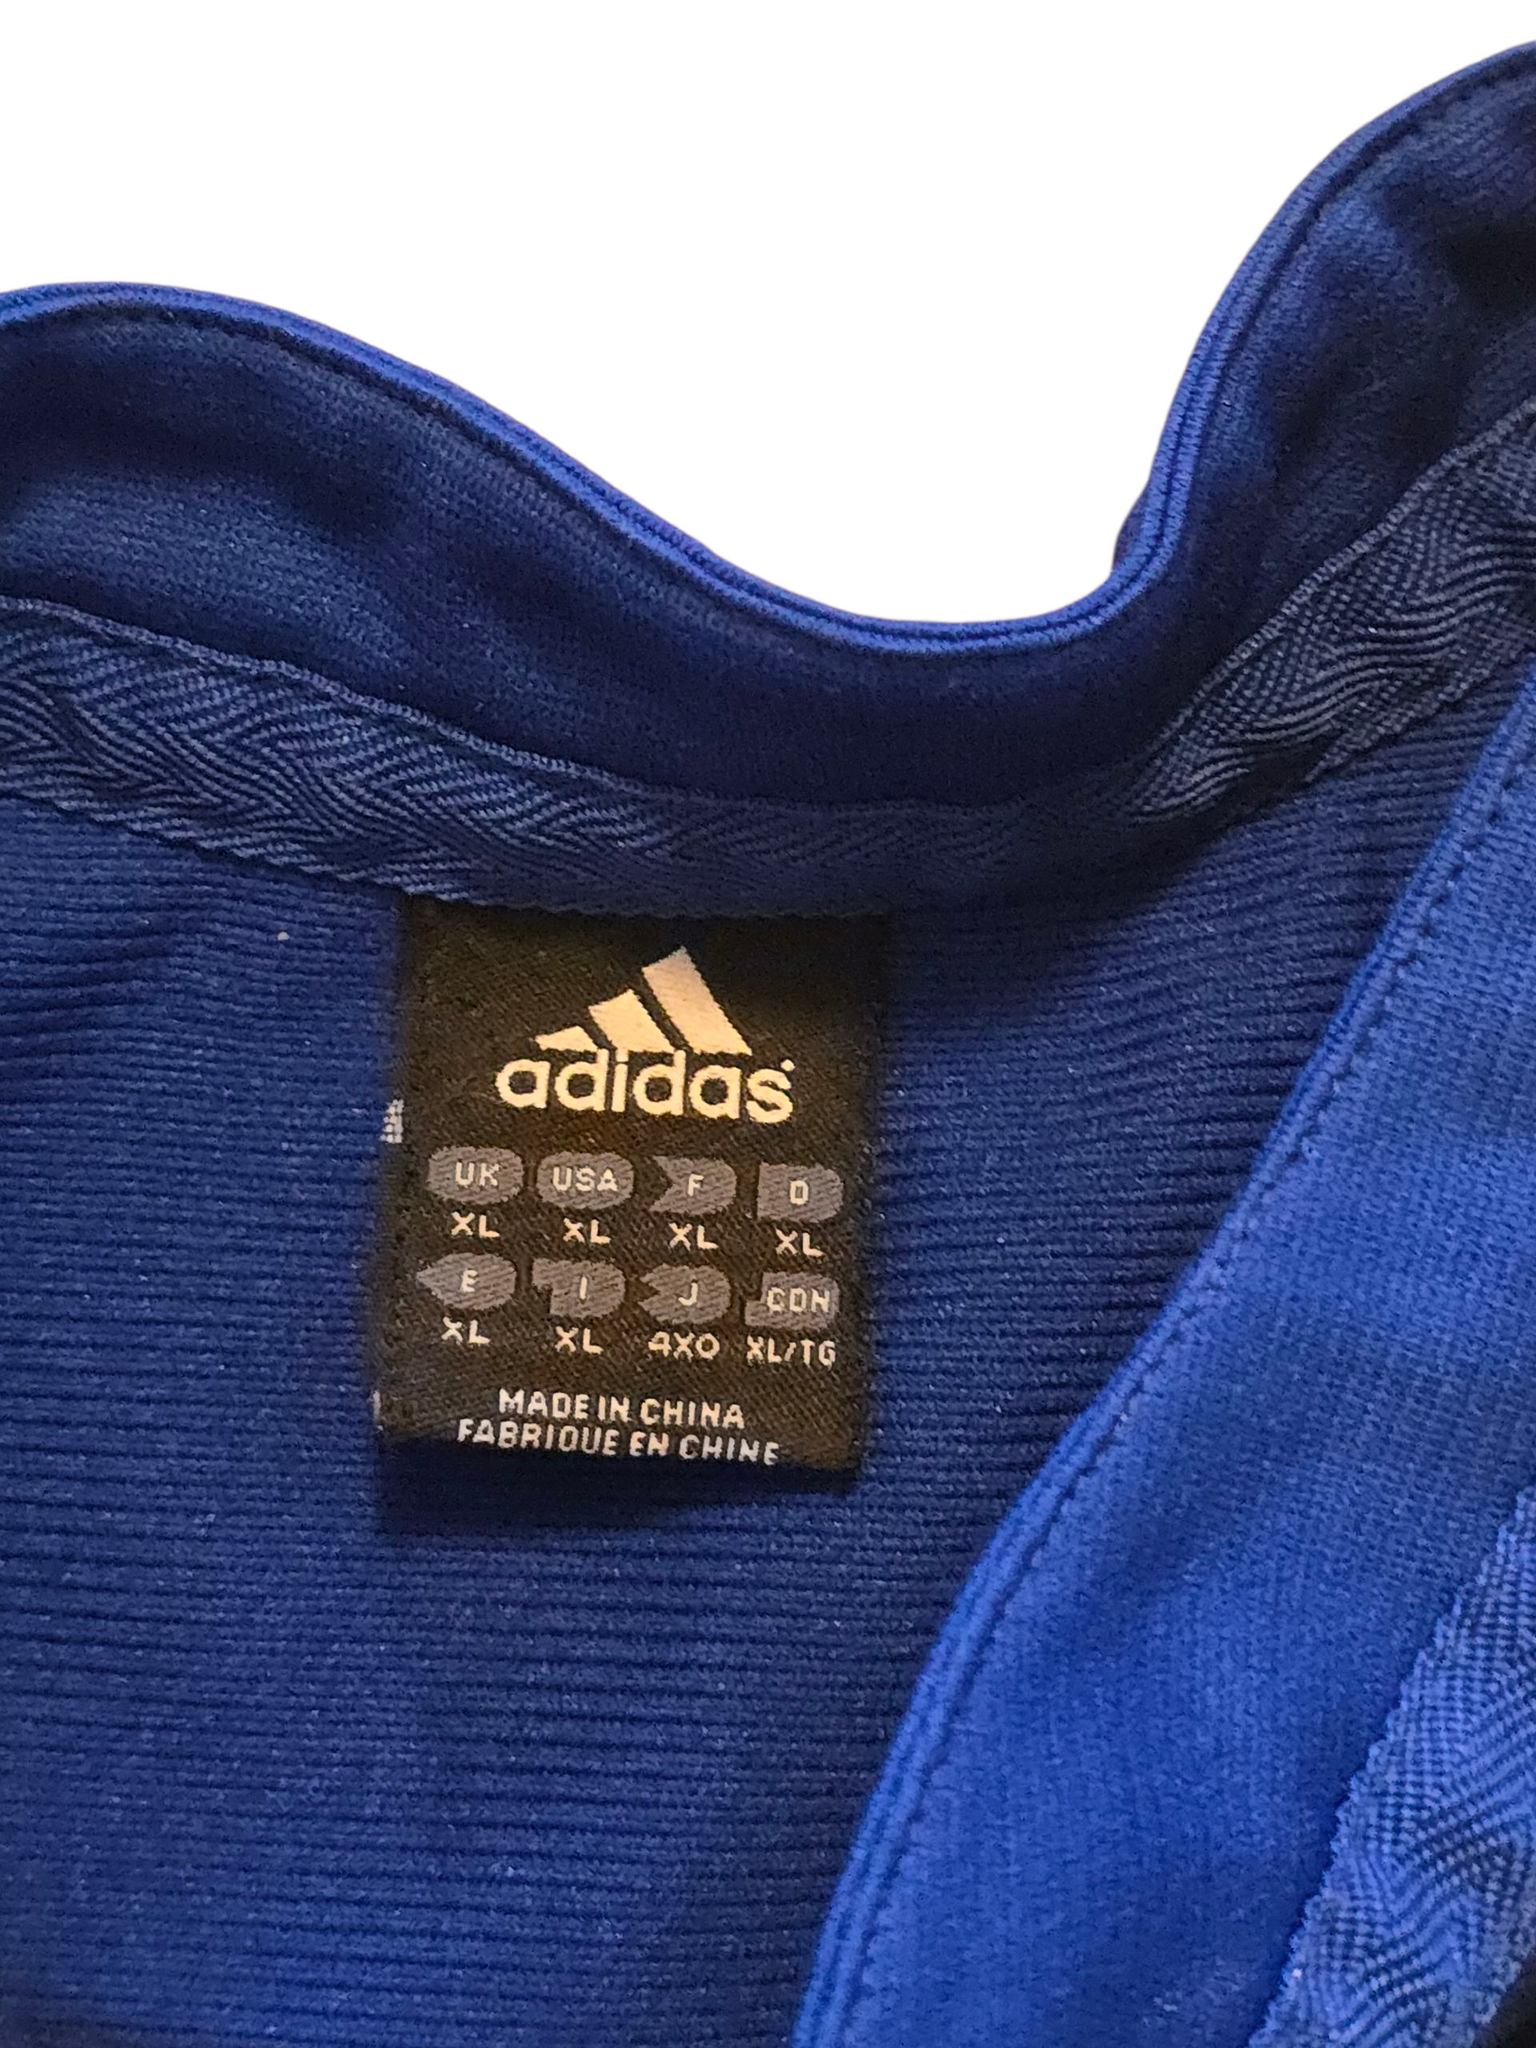 adidas
UK USA F D
XL XL XL XL
E I J CDN
XL XL 4XO XL/TG
MADE IN CHINA
FABRIQUE EN CHINE